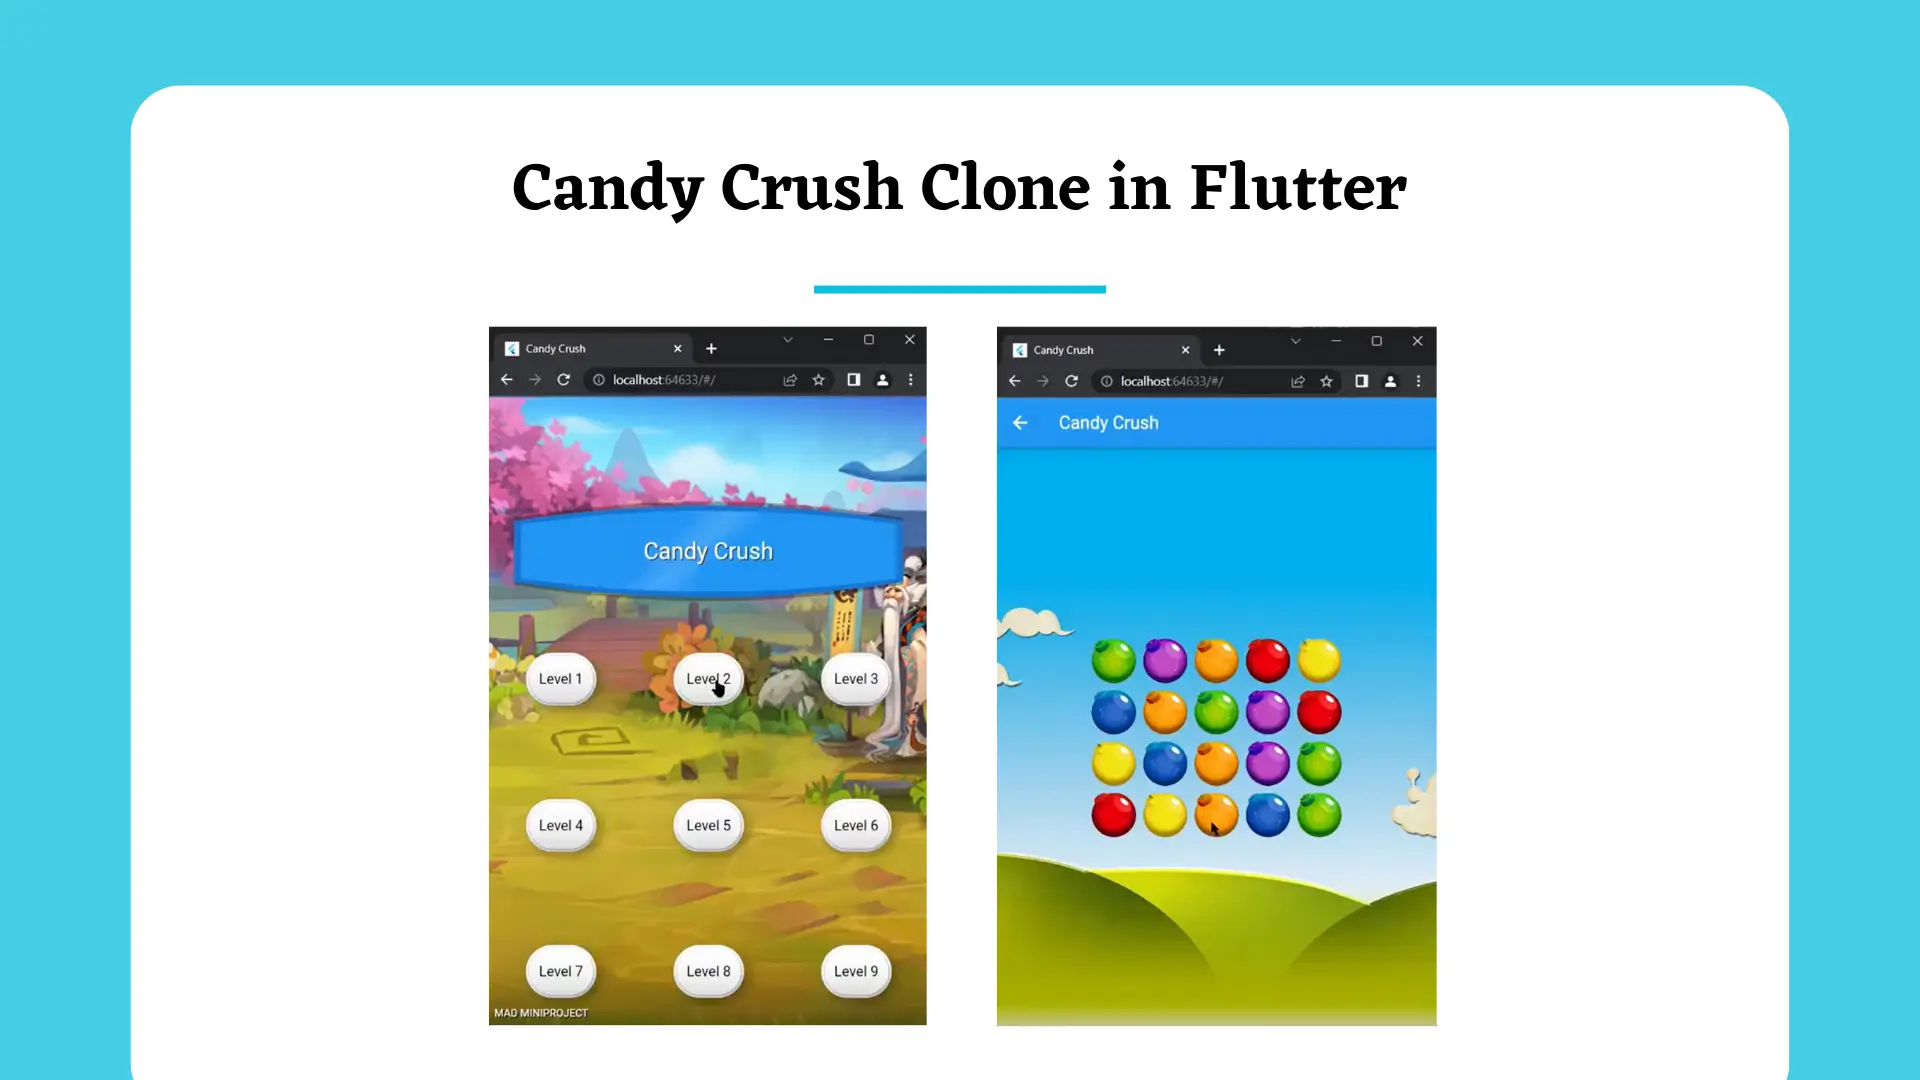 Candy Crush Clone in Flutter
Candy Crush
localhost:64633/#/
Candy Crush
Level 1
Level 2
Level 3
Level 4
Level 5
Level 6
Level 7
Level 8
Level 9
MAD MINIPROJECT
Candy Crush
localhost:64633/#/
Candy Crush